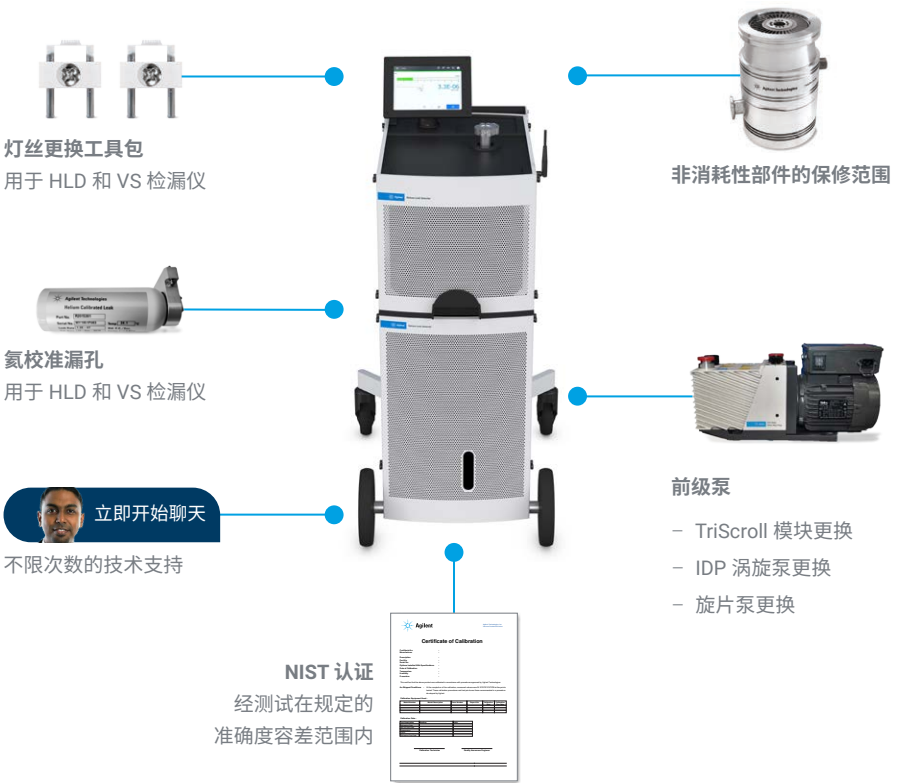 灯丝更换工具包
用于 HLD 和 VS 检漏仪
非消耗性部件的保修范围
Agilent Technologies
Agilent Technologies
Helium Calibrated Leak
氦校准漏孔
用于 HLD 和 VS 检漏仪
立即开始聊天
不限次数的技术支持
前级泵
– TriScroll 模块更换
– IDP 涡旋泵更换
– 旋片泵更换
Agilent
Certificate of Calibration
NIST 认证
经测试在规定的
准确度容差范围内